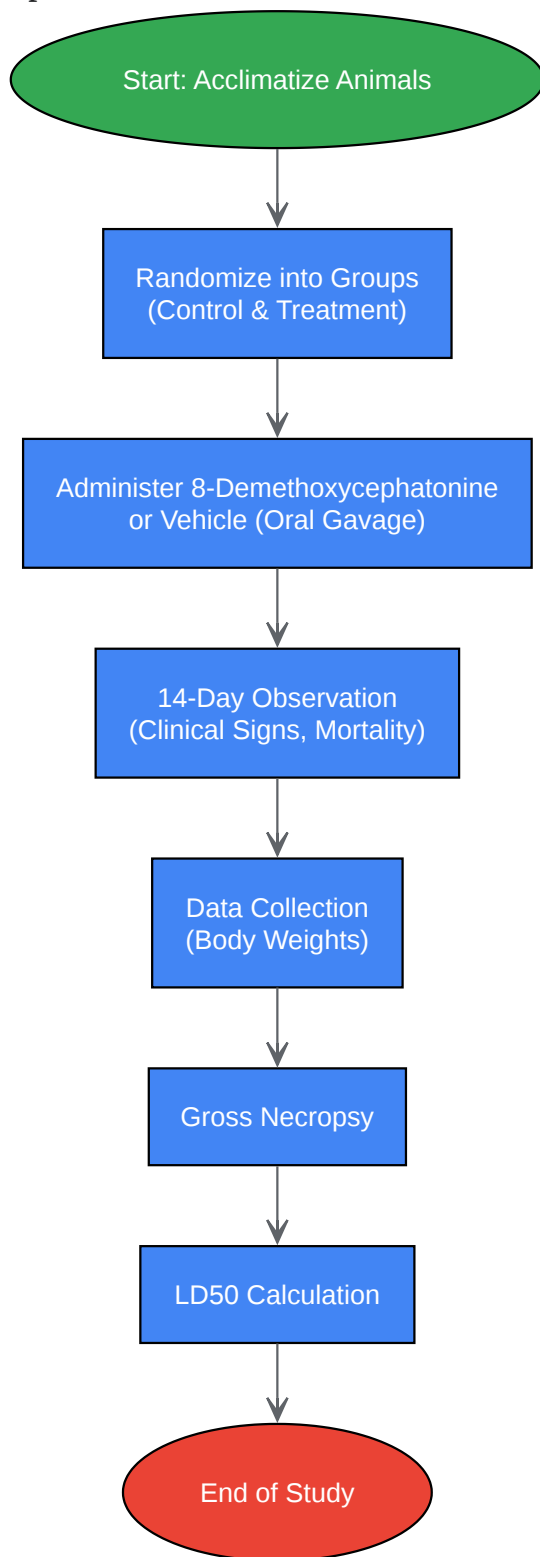 Start: Acclimatize Animals
Randomize into Groups
(Control & Treatment)
Administer 8-Demethoxycephatonine
or Vehicle (Oral Gavage)
14-Day Observation
(Clinical Signs, Mortality)
Data Collection
(Body Weights)
Gross Necropsy
LD50 Calculation
End of Study